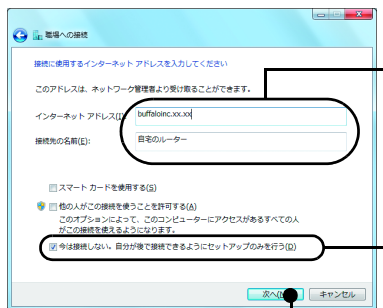 職場への接続
接続に使用するインターネット アドレスを入力してください
このアドレスは、ネットワーク管理者より受け取ることができます。
インターネット アドレス(I): buffaloinc.xx.xx
接続先の名前(E): 自宅のルーター
スマート カードを使用する(S)
他の人がこの接続を使うことを許可する(A)
このオプションによって、このコンピューターにアクセスがあるすべての人
がこの接続を使えるようになります。
今は接続しない。自分が後で接続できるようにセットアップのみを行う(D)
次へ( キャンセル